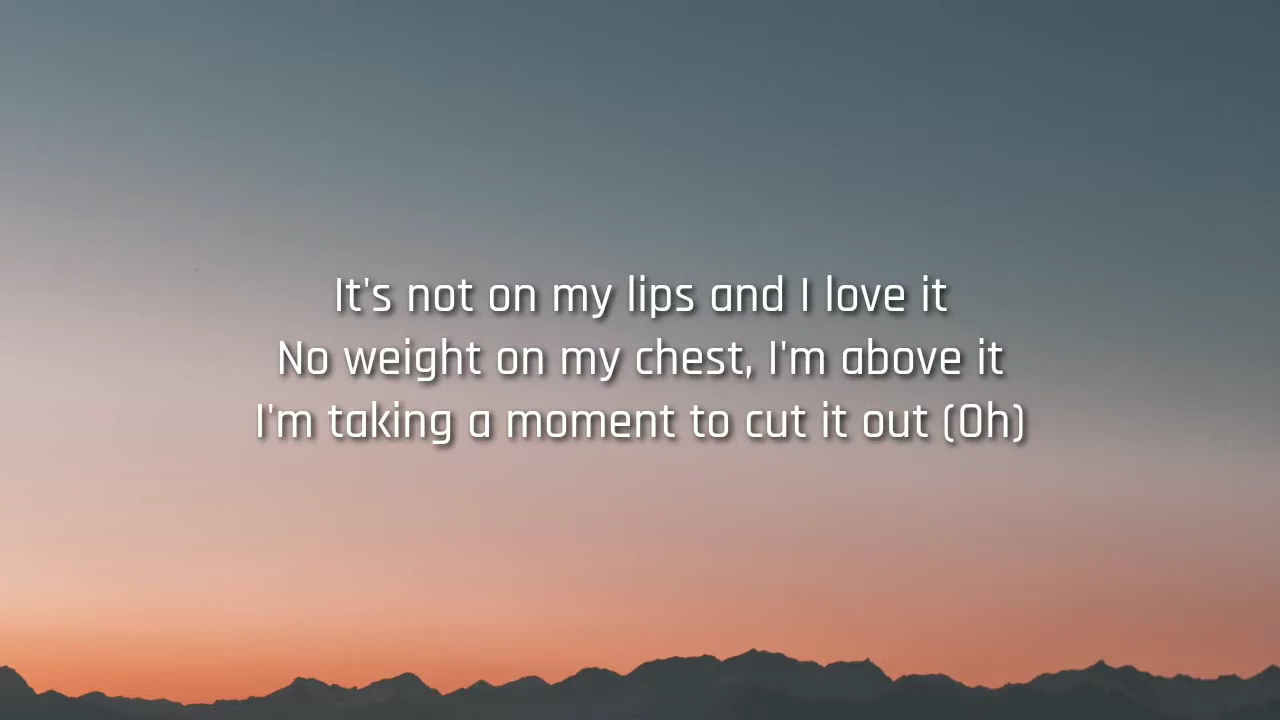 It's not on my lips and I love it
No weight on my chest, I'm above it
I'm taking a moment to cut it out (Oh)